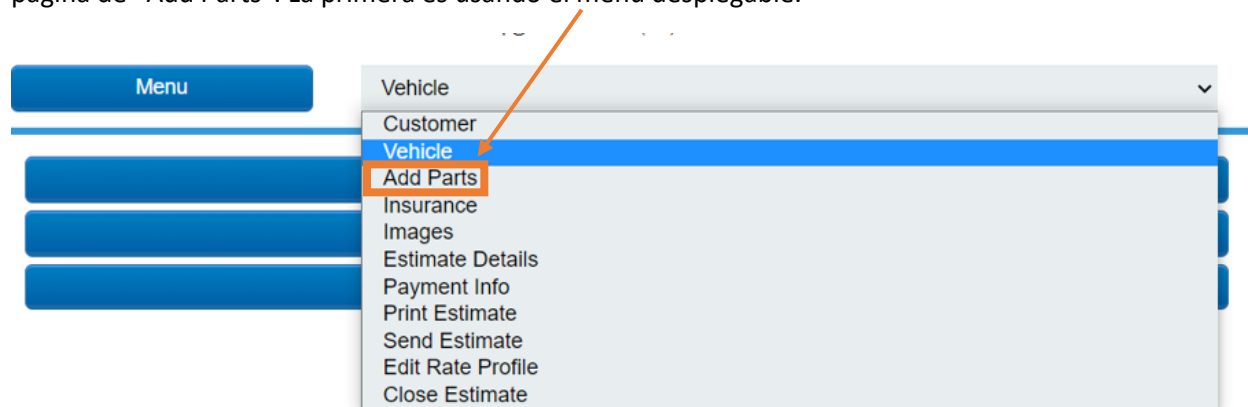 pagina de "Add Parts". La primera es usando el menú desplegable.
Menu
Vehicle
Customer
Vehicle
Add Parts
Insurance
Images
Estimate Details
Payment Info
Print Estimate
Send Estimate
Edit Rate Profile
Close Estimate